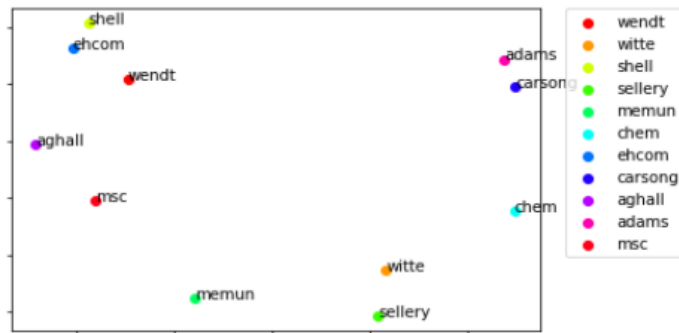 shell
ehcom
adams
wendt
carsong
aghall
msc
chem
witte
memun
sellery
wendt
witte
shell
sellery
memun
chem
ehcom
carsong
aghall
adams
msc